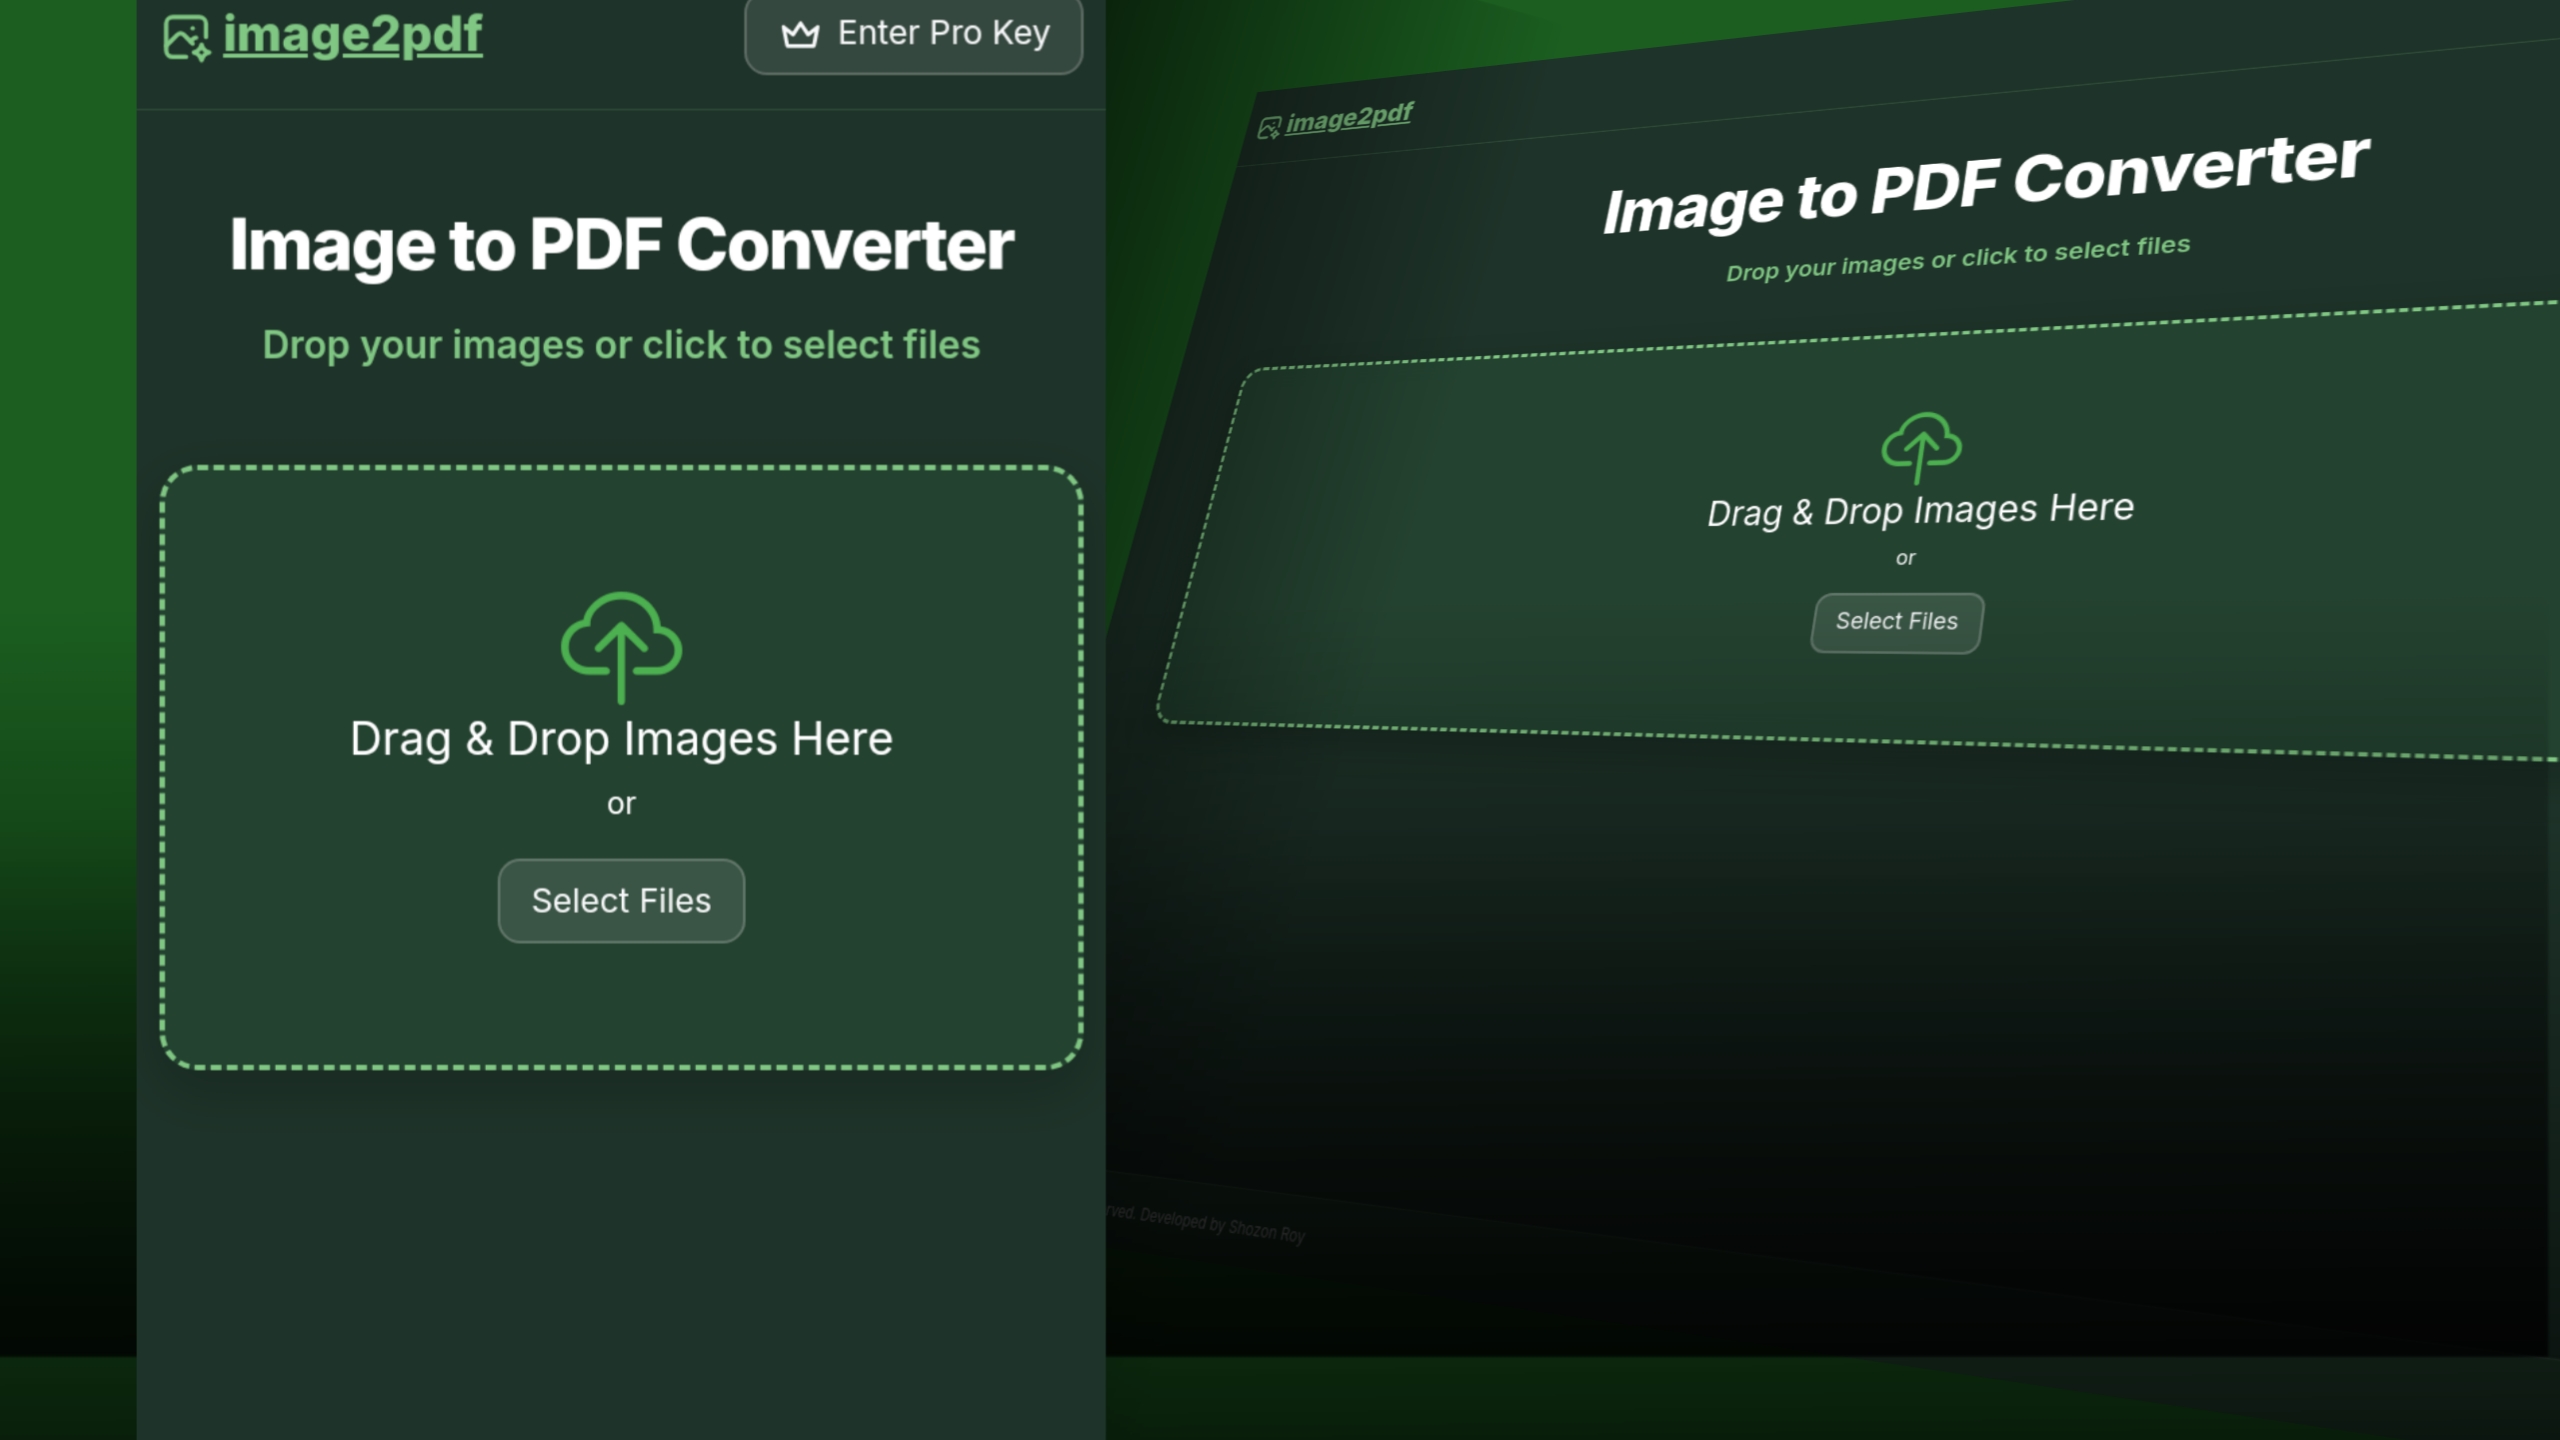 image2pdf
Enter Pro Key
Image to PDF Converter
Drop your images or click to select files
Drag & Drop Images Here
or
Select Files
image2pdf
Image to PDF Converter
Drop your images or click to select files
Drag & Drop Images Here
or
Select Files
Developed by Shozon Roy